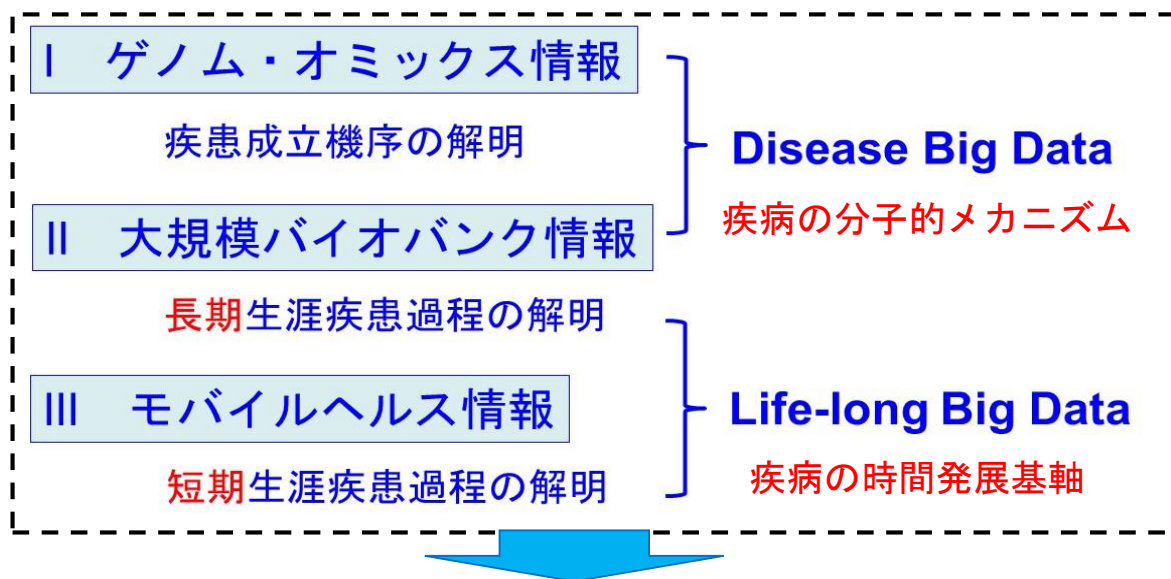 I ゲノム・オミックス情報
疾患成立機序の解明
Disease Big Data
疾病の分子的メカニズム
II 大規模バイオバンク情報
長期生涯疾患過程の解明
III モバイルヘルス情報
Life-long Big Data
短期生涯疾患過程の解明
疾病の時間発展基軸